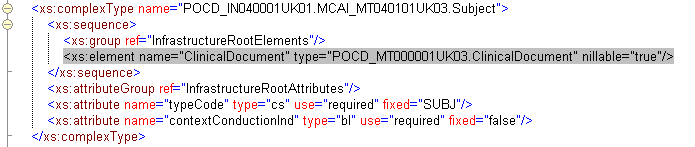 <xs:complexType name="POCD_IN040001UK01.MCAI_MT040101UK03.Subject">
<xs:sequence>
<xs:group ref="InfrastructureRootElements"/>
<xs:element name="ClinicalDocument" type="POCD_MT000001UK03.ClinicalDocument" nillable="true"/>
</xs:sequence>
<xs:attributeGroup ref="InfrastructureRootAttributes"/>
<xs:attribute name="typeCode" type="cs" use="required" fixed="SUBJ"/>
<xs:attribute name="contextConductionInd" type="bl" use="required" fixed="false"/>
</xs:complexType>